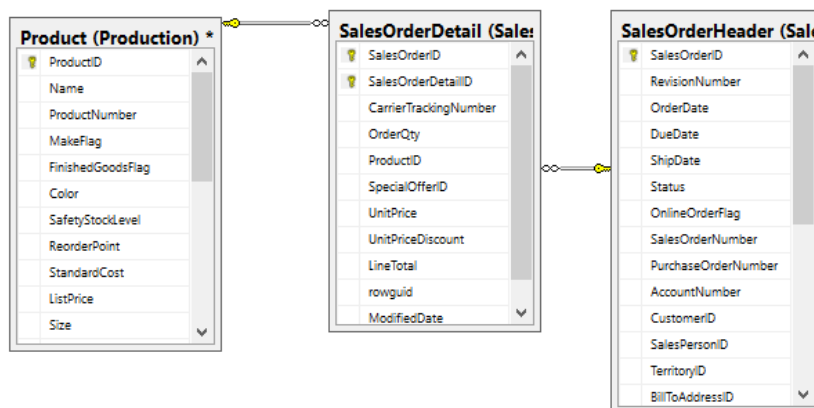 Product (Production) *
ProductID
Name
ProductNumber
MakeFlag
FinishedGoodsFlag
Color
SafetyStockLevel
ReorderPoint
StandardCost
ListPrice
Size
SalesOrderDetail (Sales
SalesOrderID
SalesOrderDetailID
CarrierTrackingNumber
OrderQty
ProductID
SpecialOfferID
UnitPrice
UnitPriceDiscount
LineTotal
rowguid
ModifiedDate
SalesOrderHeader (Sale
SalesOrderID
RevisionNumber
OrderDate
DueDate
ShipDate
Status
OnlineOrderFlag
SalesOrderNumber
PurchaseOrderNumber
AccountNumber
CustomerID
SalesPersonID
TerritoryID
BillToAddressID